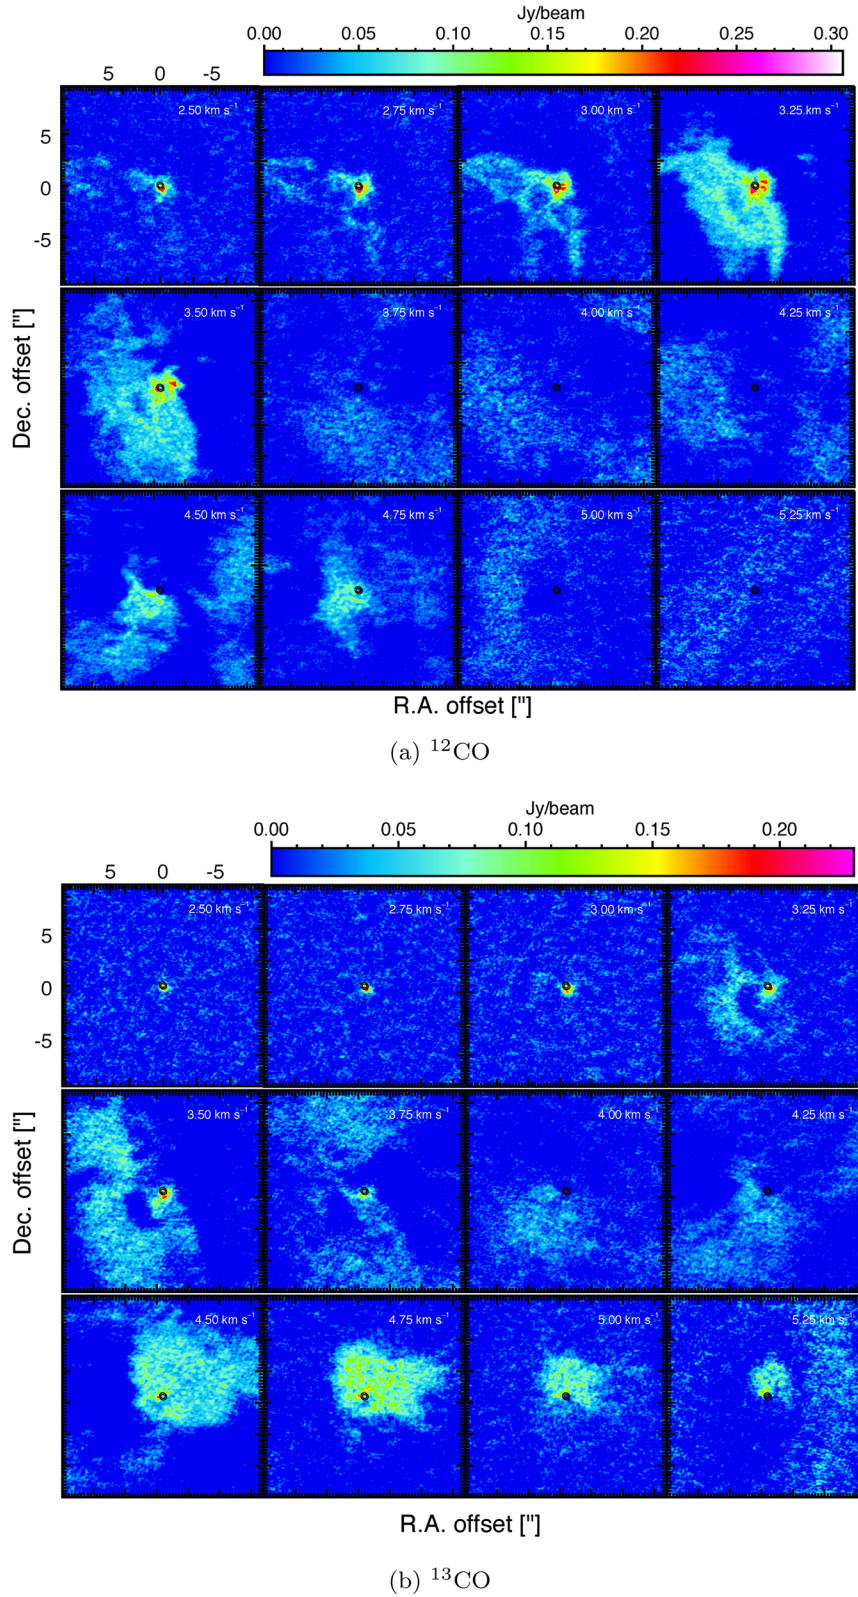 Jy/beam
0.00 0.05 0.10 0.15 0.20 0.25 0.30
5 0 -5
2.50 km s⁻¹ 2.75 km s⁻¹ 3.00 km s⁻¹ 3.25 km s⁻¹
5
0
-5
3.50 km s⁻¹ 3.75 km s⁻¹ 4.00 km s⁻¹ 4.25 km s⁻¹
Dec. offset ["]
4.50 km s⁻¹ 4.75 km s⁻¹ 5.00 km s⁻¹ 5.25 km s⁻¹
R.A. offset ["]
(a) ¹²CO
Jy/beam
0.00 0.05 0.10 0.15 0.20
5 0 -5
2.50 km s⁻¹ 2.75 km s⁻¹ 3.00 km s⁻¹ 3.25 km s⁻¹
5
0
-5
3.50 km s⁻¹ 3.75 km s⁻¹ 4.00 km s⁻¹ 4.25 km s⁻¹
Dec. offset ["]
4.50 km s⁻¹ 4.75 km s⁻¹ 5.00 km s⁻¹ 5.25 km s⁻¹
R.A. offset ["]
(b) ¹³CO